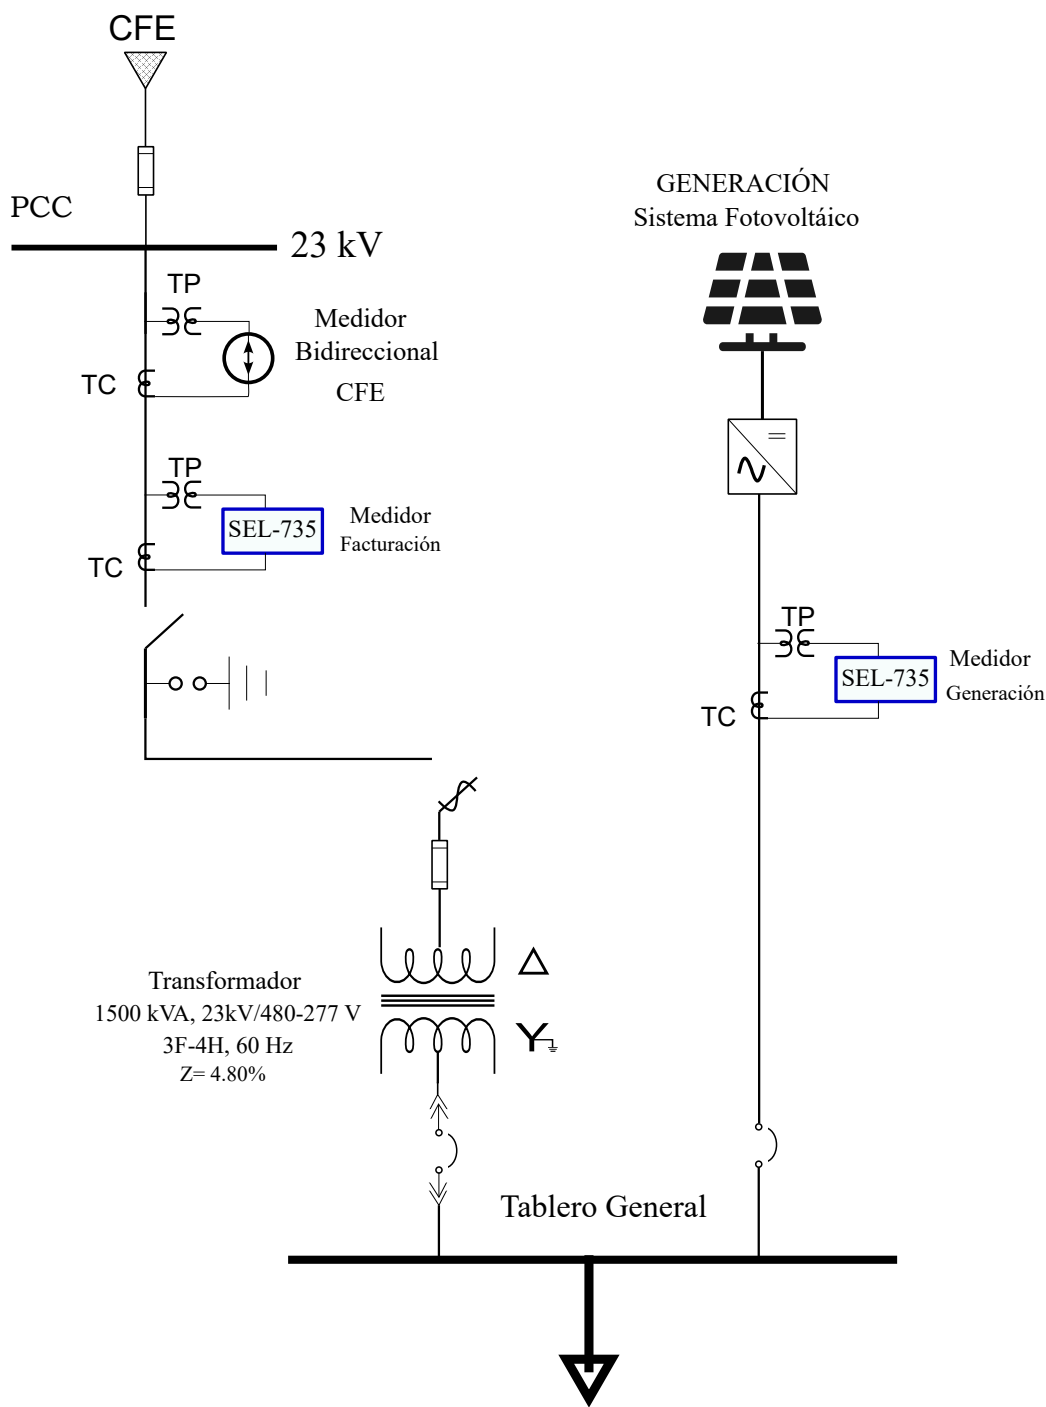 CFE
PCC
23 kV
TP
Medidor
Bidireccional
CFE
TC
TP
SEL-735
Medidor
Facturación
TC
GENERACIÓN
Sistema Fotovoltáico
TP
SEL-735
Medidor
Generación
TC
Transformador
1500 kVA, 23kV/480-277 V
3F-4H, 60 Hz
Z= 4.80%
Tablero General